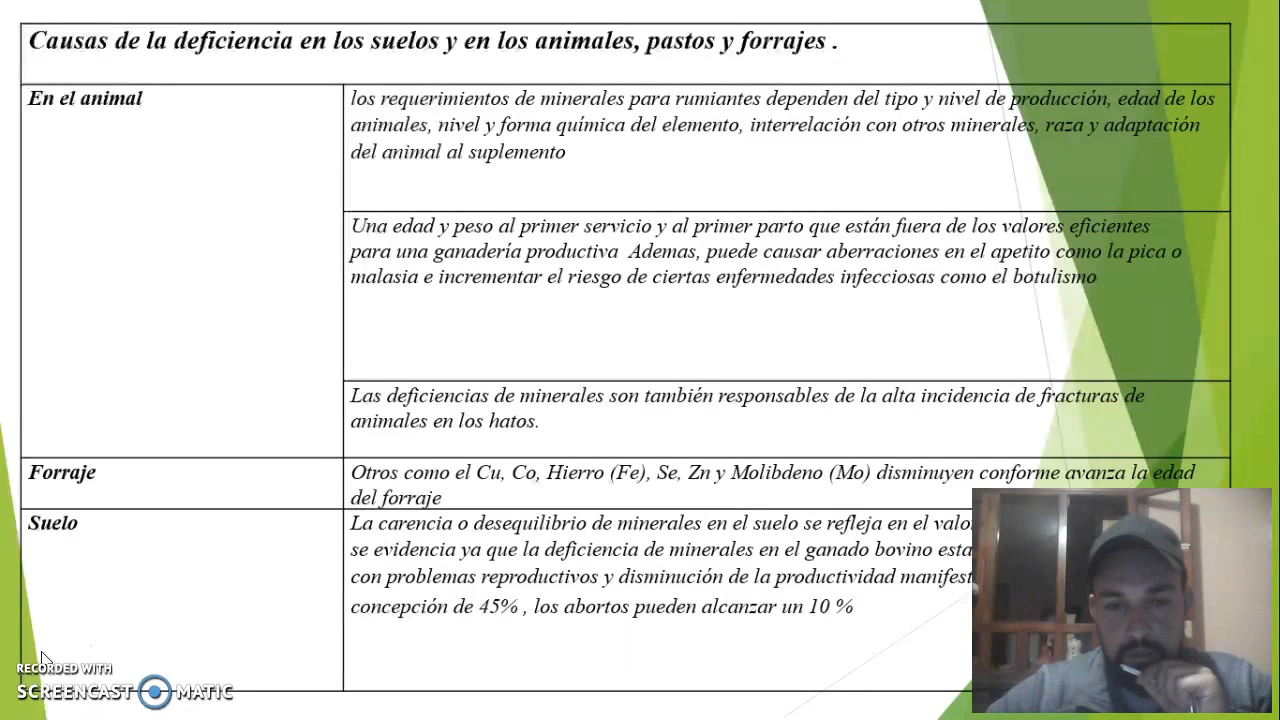 Causas de la deficiencia en los suelos y en los animales, pastos y forrajes .
En el animal
los requerimientos de minerales para rumiantes dependen del tipo y nivel de producción, edad de los
animales, nivel y forma química del elemento, interrelación con otros minerales, raza y adaptación
del animal al suplemento
Una edad y peso al primer servicio y al primer parto que están fuera de los valores eficientes
para una ganadería productiva Ademas, puede causar aberraciones en el apetito como la pica o
malasia e incrementar el riesgo de ciertas enfermedades infecciosas como el botulismo
Las deficiencias de minerales son también responsables de la alta incidencia de fracturas de
animales en los hatos.
Forraje
Otros como el Cu, Co, Hierro (Fe), Se, Zn y Molibdeno (Mo) disminuyen conforme avanza la edad
del forraje
Suelo
La carencia o desequilibrio de minerales en el suelo se refleja en el
se evidencia ya que la deficiencia de minerales en el ganado bovino
con problemas reproductivos y disminución de la productividad
concepción de 45% , los abortos pueden alcanzar un 10 %
RECORDED WITH
SCREENCAST MATIC